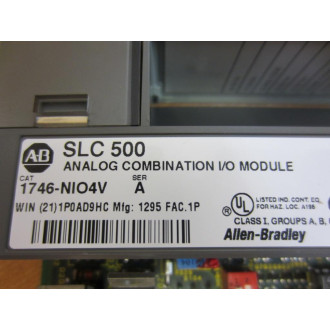 AB SLC 500
ANALOG COMBINATION I/O MODULE
CAT SER
1746-NIO4V A
WIN (21)1P0AD9HC Mfg: 1295 FAC.1P
UL LISTED IND. CONT. EQ.
FOR HAZ. LOC. A196
CLASS I, GROUPS A, B,
Allen-Bradley